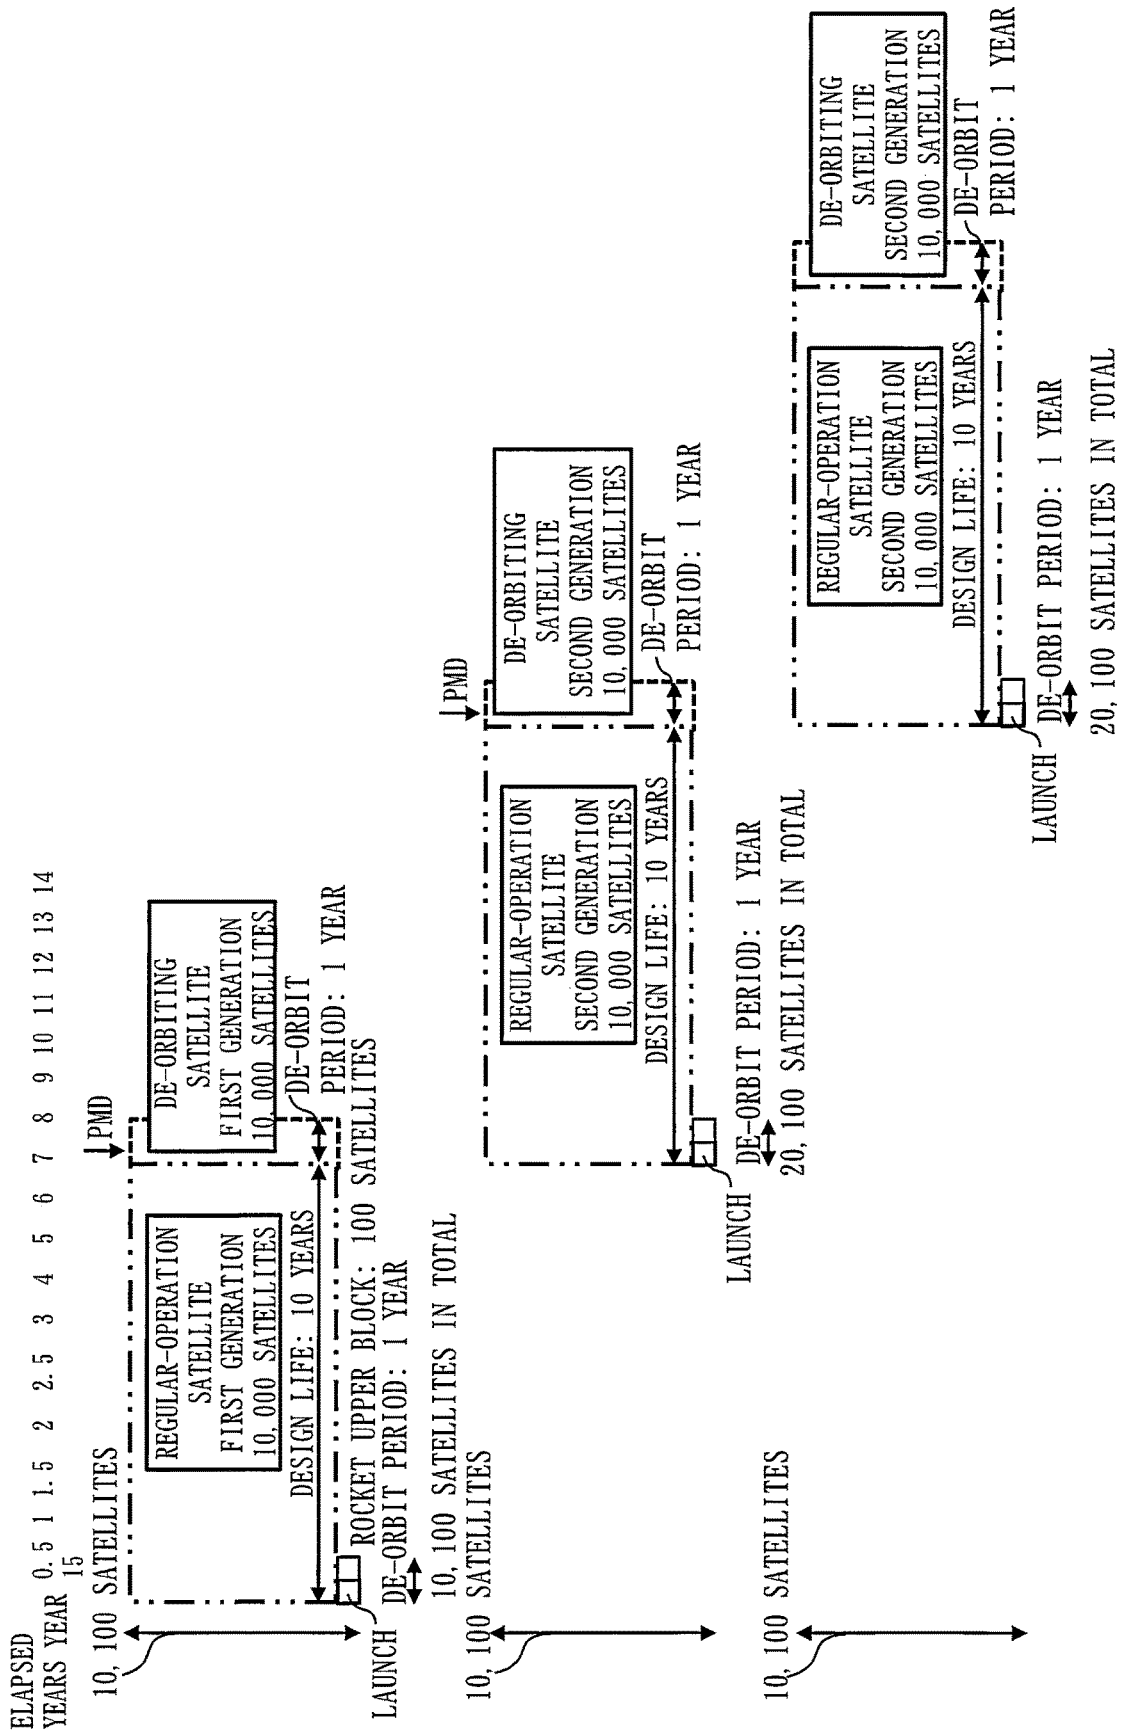 ELAPSED
YEARS YEAR 0.5 1 1.5 2 2.5 3 4 5 6 7 8 9 10 11 12 13 14
15
10,100 SATELLITES
PMD
REGULAR-OPERATION
SATELLITE
FIRST GENERATION
10,000 SATELLITES
DE-ORBITING
SATELLITE
FIRST GENERATION
10,000 SATELLITES
DESIGN LIFE: 10 YEARS
DE-ORBIT
PERIOD: 1 YEAR
LAUNCH
ROCKET UPPER BLOCK: 100 SATELLITES
DE-ORBIT PERIOD: 1 YEAR
10,100 SATELLITES IN TOTAL
10,100 SATELLITES
PMD
REGULAR-OPERATION
SATELLITE
SECOND GENERATION
10,000 SATELLITES
DE-ORBITING
SATELLITE
SECOND GENERATION
10,000 SATELLITES
DESIGN LIFE: 10 YEARS
DE-ORBIT
PERIOD: 1 YEAR
LAUNCH
DE-ORBIT PERIOD: 1 YEAR
20,100 SATELLITES IN TOTAL
10,100 SATELLITES
REGULAR-OPERATION
SATELLITE
SECOND GENERATION
10,000 SATELLITES
DE-ORBITING
SATELLITE
SECOND GENERATION
10,000 SATELLITES
DESIGN LIFE: 10 YEARS
DE-ORBIT
PERIOD: 1 YEAR
LAUNCH
DE-ORBIT PERIOD: 1 YEAR
20,100 SATELLITES IN TOTAL